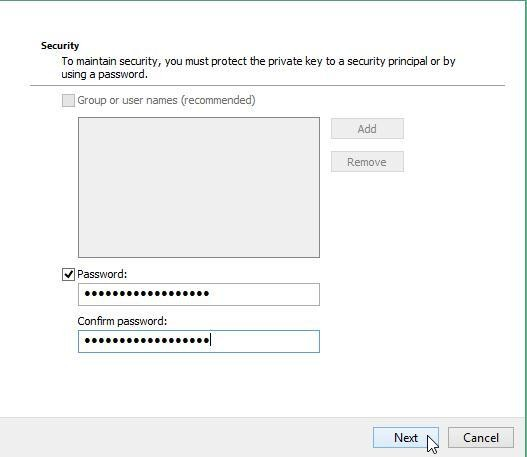 Security
To maintain security, you must protect the private key to a security principal or by
using a password.
Group or user names (recommended)
Add
Remove
Password:
••••••••••••••••••
Confirm password:
••••••••••••••••••
Next
Cancel